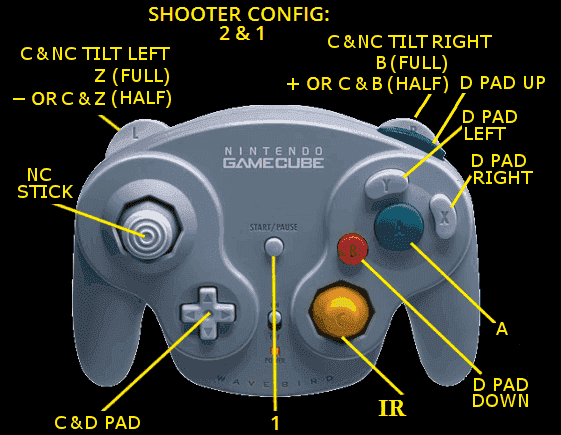 SHOOTER CONFIG:
2 & 1
C & NC TILT LEFT
Z (FULL)
— OR C & Z (HALF)
C & NC TILT RIGHT
B (FULL)
+ OR C & B (HALF)
D PAD UP
D PAD
LEFT
D PAD
RIGHT
NC
STICK
L
R
NINTENDO
GAMECUBE
START/PAUSE
Y
X
A
B
C
POWER
WAVEBIRD
A
D PAD
DOWN
IR
1
C & D PAD